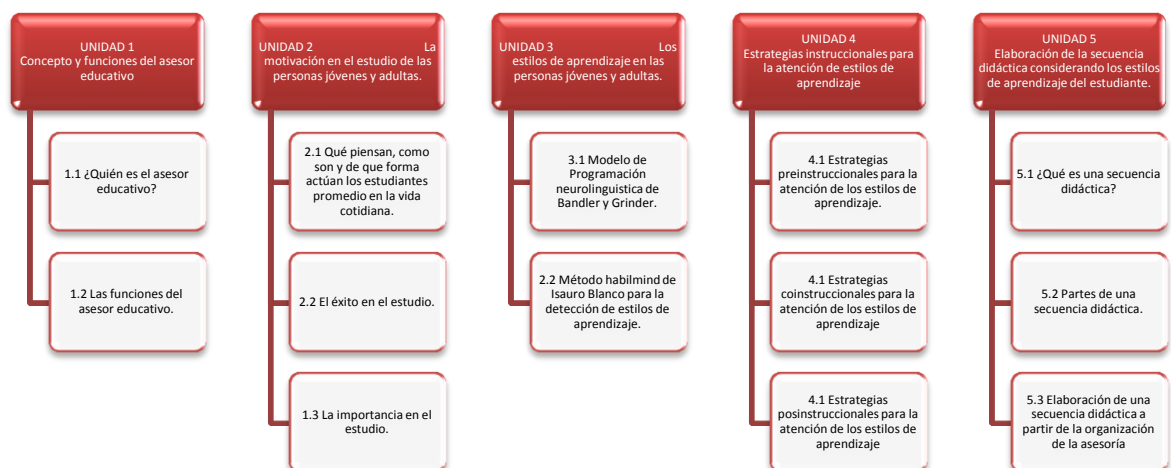 UNIDAD 1
Concepto y funciones del asesor
educativo
1.1 ¿Quién es el asesor
educativo?
1.2 Las funciones del
asesor educativo.
UNIDAD 2 La
motivación en el estudio de las
personas jóvenes y adultas.
2.1 Qué piensan, como
son y de que forma
actúan los estudiantes
promedio en la vida
cotidiana.
2.2 El éxito en el estudio.
1.3 La importancia en el
estudio.
UNIDAD 3 Los
estilos de aprendizaje en las
personas jóvenes y adultas.
3.1 Modelo de
Programación
neurolinguistica de
Bandler y Grinder.
2.2 Método habilmind de
Isauro Blanco para la
detección de estilos de
aprendizaje.
UNIDAD 4
Estrategias instruccionales para
la atención de estilos de
aprendizaje
4.1 Estrategias
preinstruccionales para la
atención de los estilos de
aprendizaje.
4.1 Estrategias
coinstruccionales para la
atención de los estilos de
aprendizaje
4.1 Estrategias
posinstruccionales para la
atención de los estilos de
aprendizaje
UNIDAD 5
Elaboración de la secuencia
didáctica considerando los estilos
de aprendizaje del estudiante.
5.1 ¿Qué es una secuencia
didáctica?
5.2 Partes de una
secuencia didáctica.
5.3 Elaboración de una
secuencia didáctica a
partir de la organización
de la asesoría